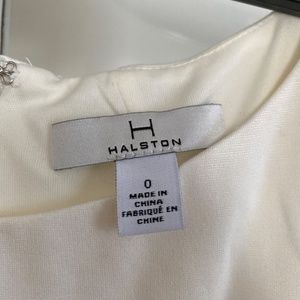 H
HALSTON
0
MADE IN
CHINA
FABRIQUÉ EN
CHINE